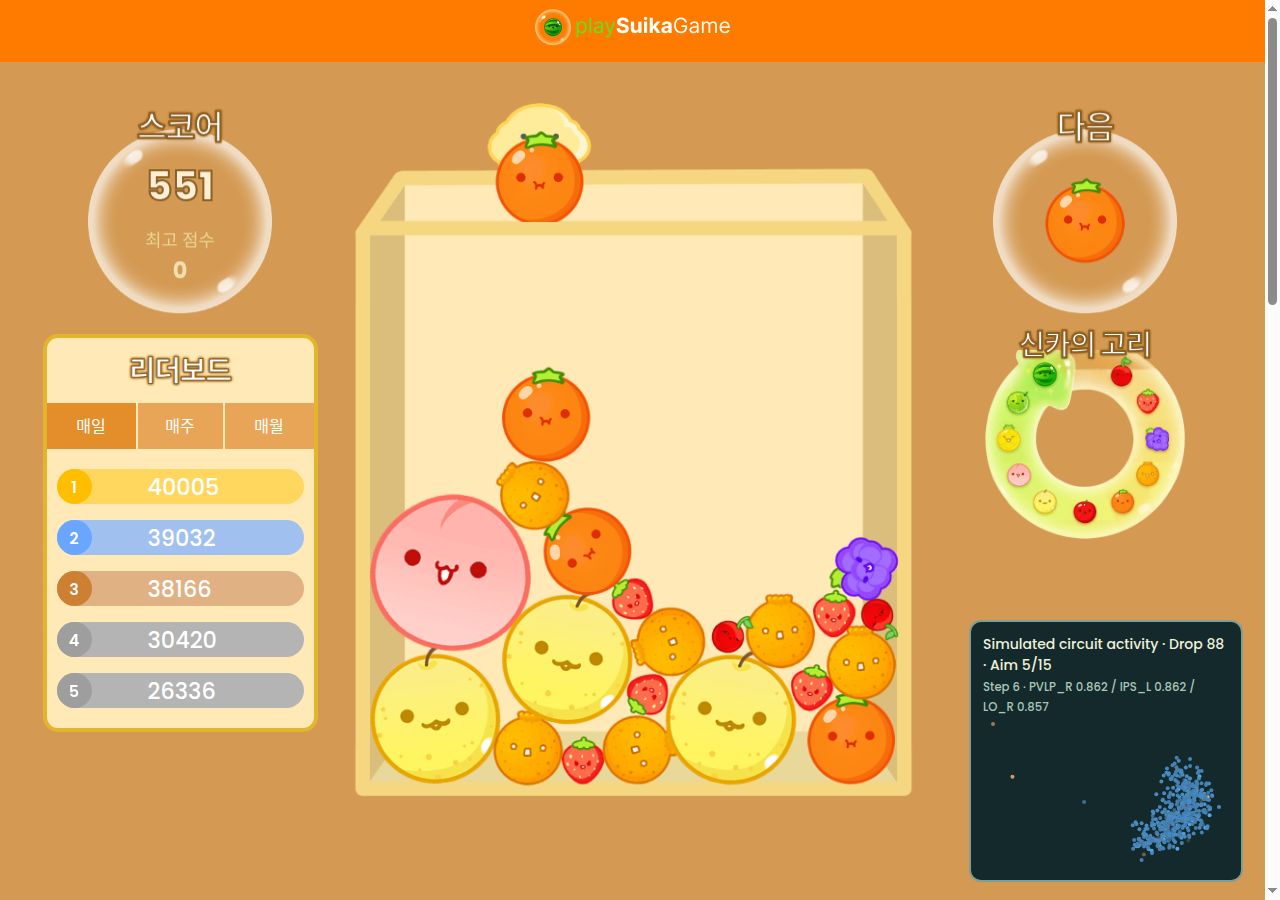 playSuikaGame
스코어
551
최고 점수
0
리더보드
매일 매주 매월
1 40005
2 39032
3 38166
4 30420
5 26336
다음
신카의 고리
Simulated circuit activity · Drop 88
· Aim 5/15
Step 6 · PVLP_R 0.862 / IPS_L 0.862 /
LO_R 0.857